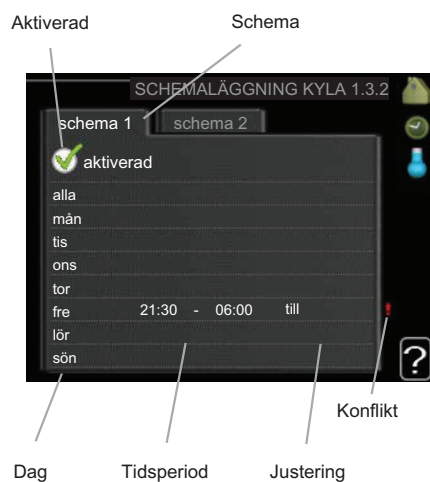 Aktiverad Schema
SCHEMALÄGGNING KYLA 1.3.2
schema 1 schema 2
aktiverad
alla
mån
tis
ons
tor
fre 21:30 - 06:00 till !
lör
sön
?
Konflikt
Dag Tidsperiod Justering